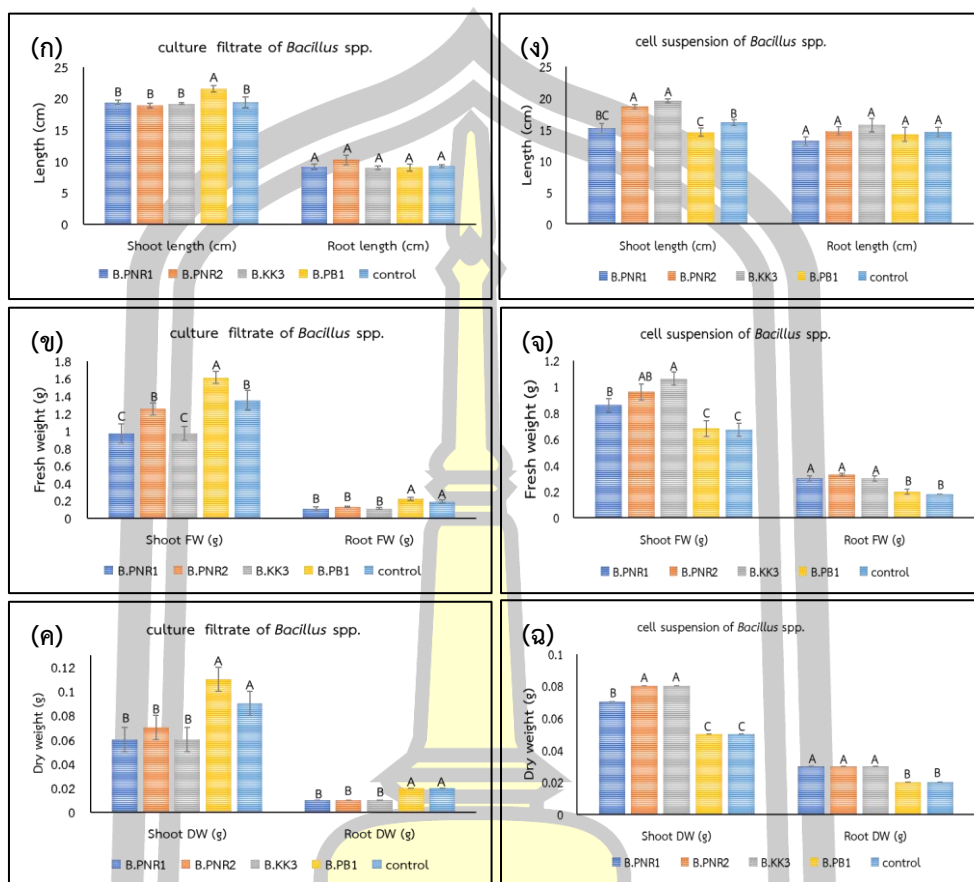 (ก)
culture filtrate of Bacillus spp.
Length (cm)
25
20
15
10
5
0
B B B A B
A A A A A
Shoot length (cm) Root length (cm)
B.PNR1 B.PNR2 B.KK3 B.PB1 control
(ง)
cell suspension of Bacillus spp.
Length (cm)
25
20
15
10
5
0
BC A A C B
A A A A A
Shoot length (cm) Root length (cm)
B.PNR1 B.PNR2 B.KK3 B.PB1 control
(ข)
culture filtrate of Bacillus spp.
Fresh weight (g)
1.8
1.6
1.4
1.2
1
0.8
0.6
0.4
0.2
0
C B C A B
B B B A A
Shoot FW (g) Root FW (g)
B.PNR1 B.PNR2 B.KK3 B.PB1 control
(จ)
cell suspension of Bacillus spp.
Fresh weight (g)
1.2
1
0.8
0.6
0.4
0.2
0
B AB A C C
A A A B B
Shoot FW (g) Root FW (g)
B.PNR1 B.PNR2 B.KK3 B.PB1 control
(ค)
culture filtrate of Bacillus spp.
Dry weight (g)
0.12
0.1
0.08
0.06
0.04
0.02
0
B B B A A
B B B A A
Shoot DW (g) Root DW (g)
B.PNR1 B.PNR2 B.KK3 B.PB1 control
(ฉ)
cell suspension of Bacillus spp.
Dry weight (g)
0.1
0.08
0.06
0.04
0.02
0
B A A C C
A A A B B
Shoot DW (g) Root DW (g)
B.PNR1 B.PNR2 B.KK3 B.PB1 control